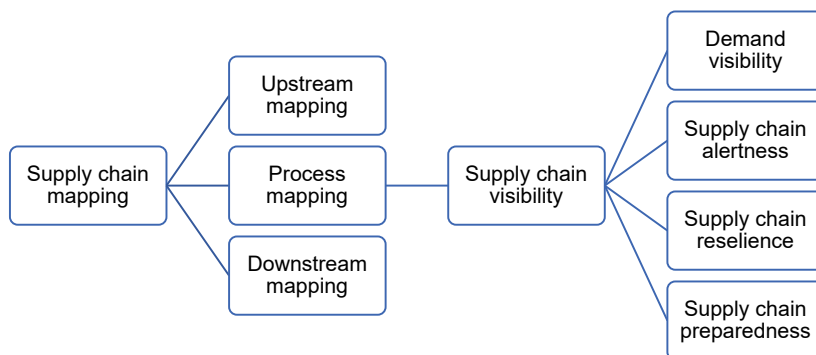 Supply chain
mapping
Upstream
mapping
Process
mapping
Downstream
mapping
Supply chain
visibility
Demand
visibility
Supply chain
alertness
Supply chain
reselience
Supply chain
preparedness